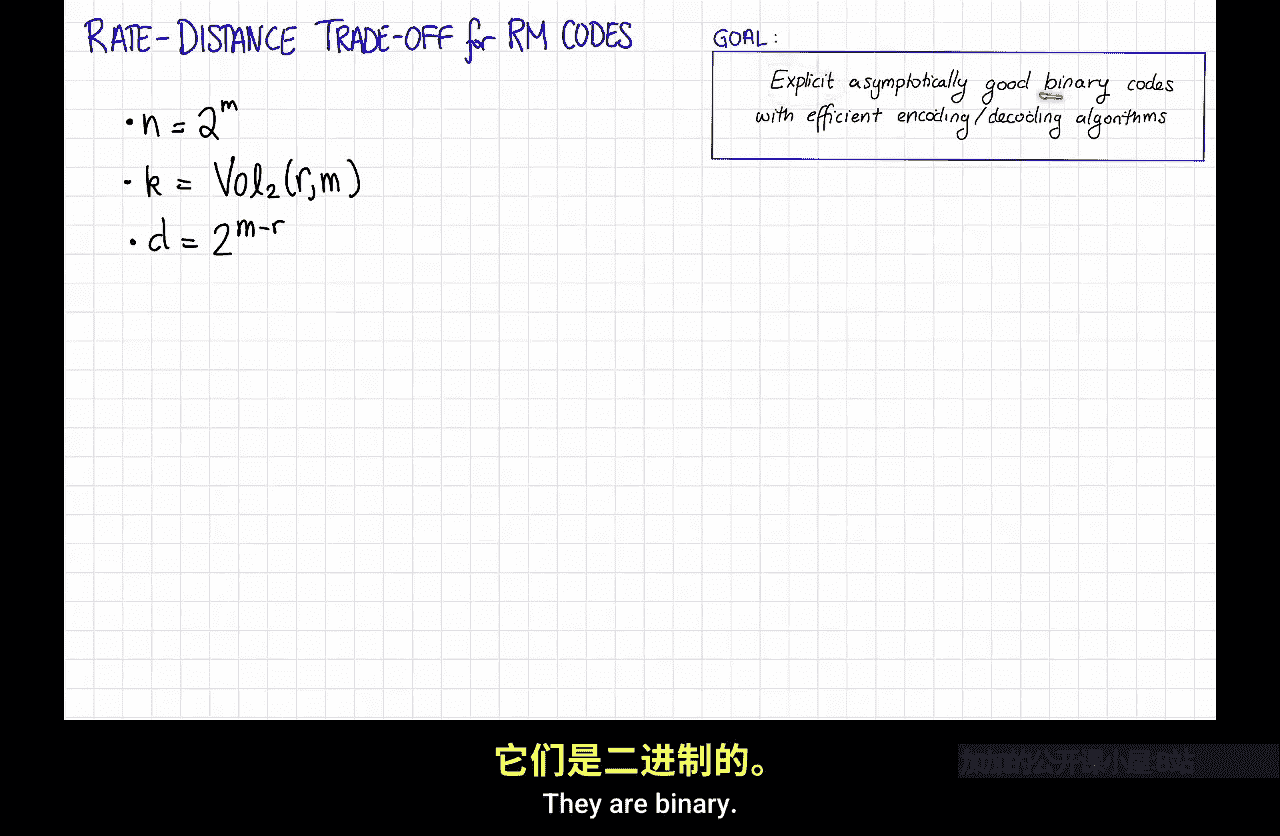 RATE-DISTANCE TRADE-OFF for RM CODES
GOAL:
Explicit asymptotically good binary codes
with efficient encoding/decoding algorithms
• n = 2^m
• k = Vol₂(r,m)
• d = 2^{m-r}
它们是二进制的。
They are binary.